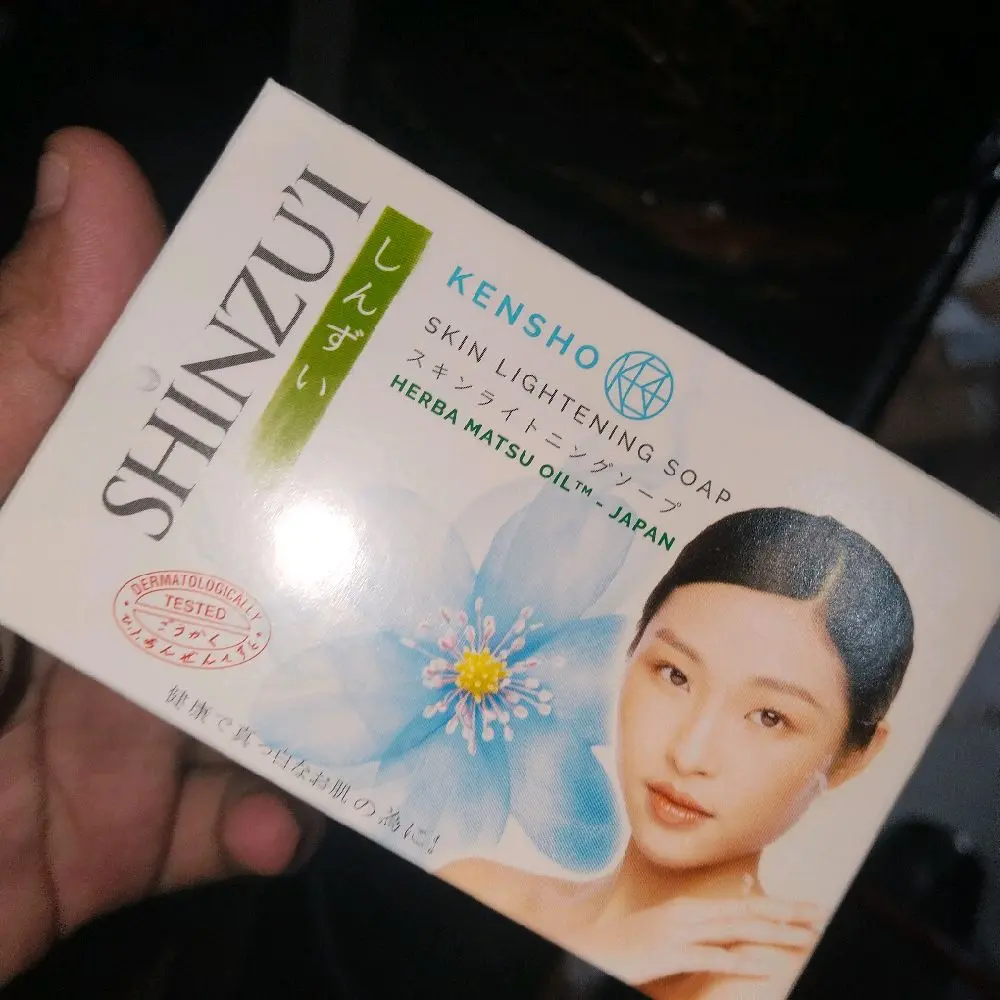 SHINZU'I
しんずい
KENSHO
SKIN LIGHTENING SOAP
スキンライトニングソープ
HERBA MATSU OIL™ - JAPAN
DERMATOLOGICALLY
TESTED
ごうかく
健康で真っ白なお肌の為に!